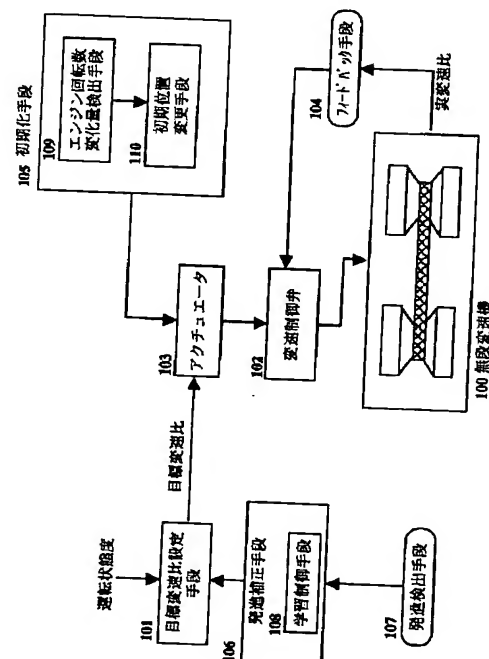 運転状態度
101
目標変速比設定
手段
目標変速比
106
発進補正手段
108
学習制御手段
107
発進検出手段
105 初期化手段
109
エンジン回転数
変化量検出手段
110
初期位置
変更手段
103
アクチュエータ
102
変速制御弁
104
フィードバック手段
実変速比
100 無段変速機